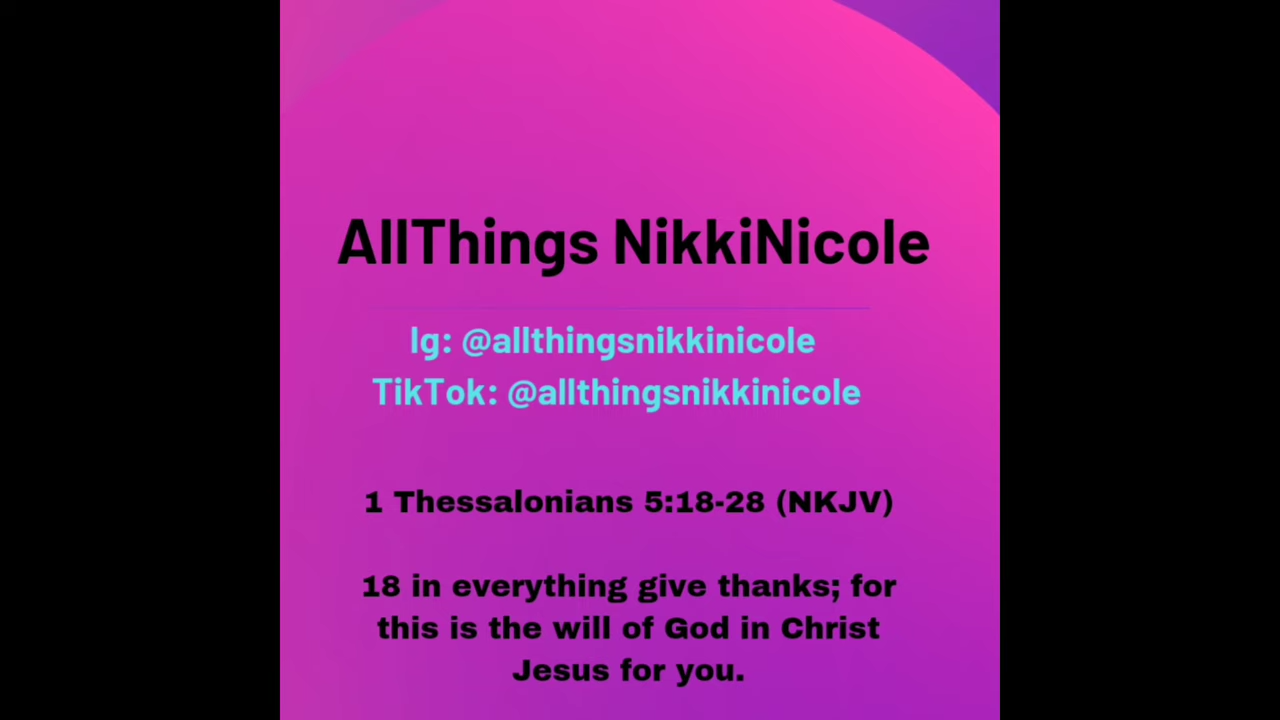 AllThings NikkiNicole
Ig: @allthingsnikkinicole
TikTok: @allthingsnikkinicole
1 Thessalonians 5:18-28 (NKJV)
18 in everything give thanks; for
this is the will of God in Christ
Jesus for you.